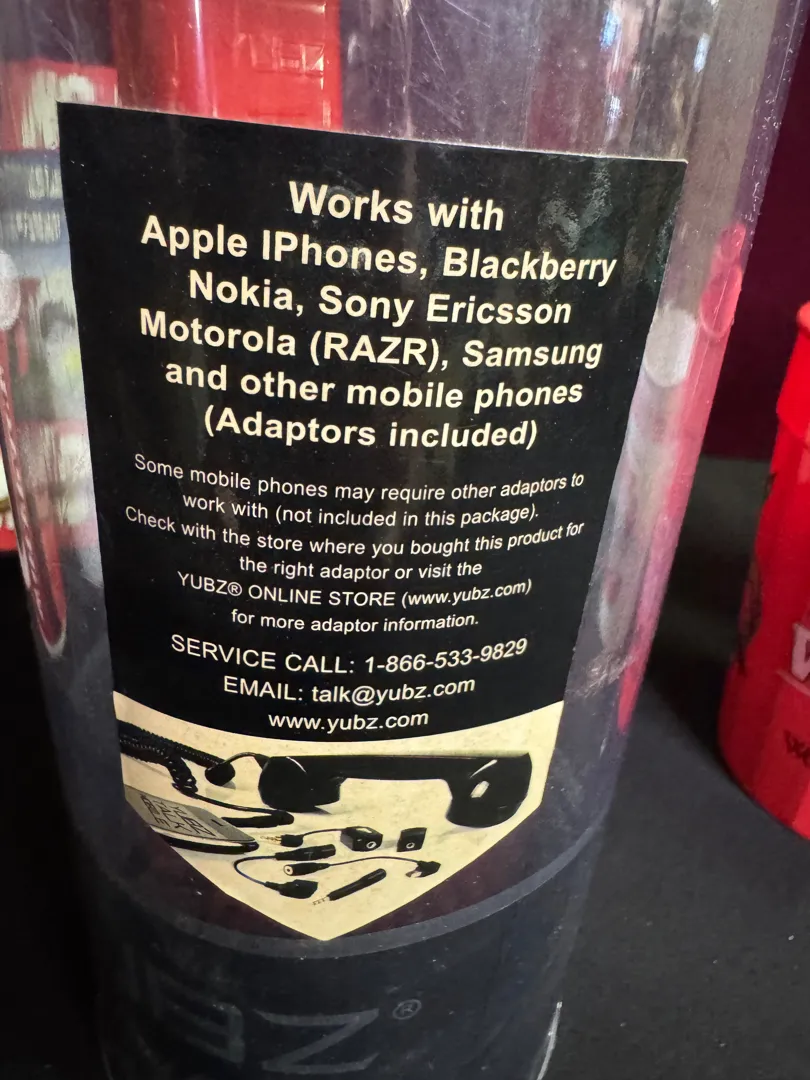 Works with
Apple IPhones, Blackberry
Nokia, Sony Ericsson
Motorola (RAZR), Samsung
and other mobile phones
(Adaptors included)
Some mobile phones may require other adaptors to
work with (not included in this package).
Check with the store where you bought this product for
the right adaptor or visit the
YUBZ® ONLINE STORE (www.yubz.com)
for more adaptor information.
SERVICE CALL: 1-866-533-9829
EMAIL: talk@yubz.com
www.yubz.com
BZ®